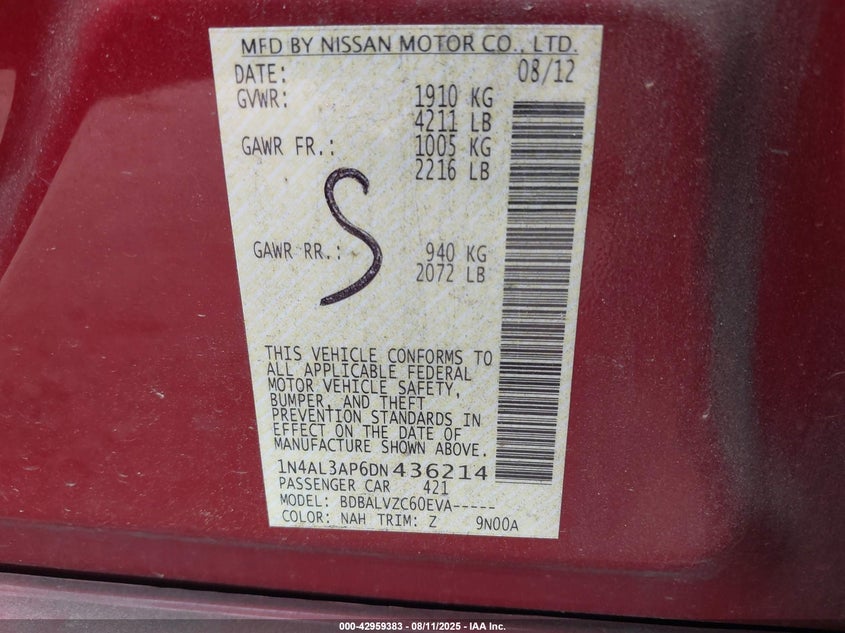 MFD BY NISSAN MOTOR CO., LTD.
DATE: 08/12
GVWR: 1910 KG
4211 LB
GAWR FR.: 1005 KG
2216 LB
S
GAWR RR.: 940 KG
2072 LB
THIS VEHICLE CONFORMS TO
ALL APPLICABLE FEDERAL
MOTOR VEHICLE SAFETY,
BUMPER, AND THEFT
PREVENTION STANDARDS IN
EFFECT ON THE DATE OF
MANUFACTURE SHOWN ABOVE.
1N4AL3AP6DN436214
PASSENGER CAR 421
MODEL: BDBALVZC60EVA-----
COLOR: NAH TRIM: Z 9N00A
000-42959383 - 08/11/2025 - IAA Inc.